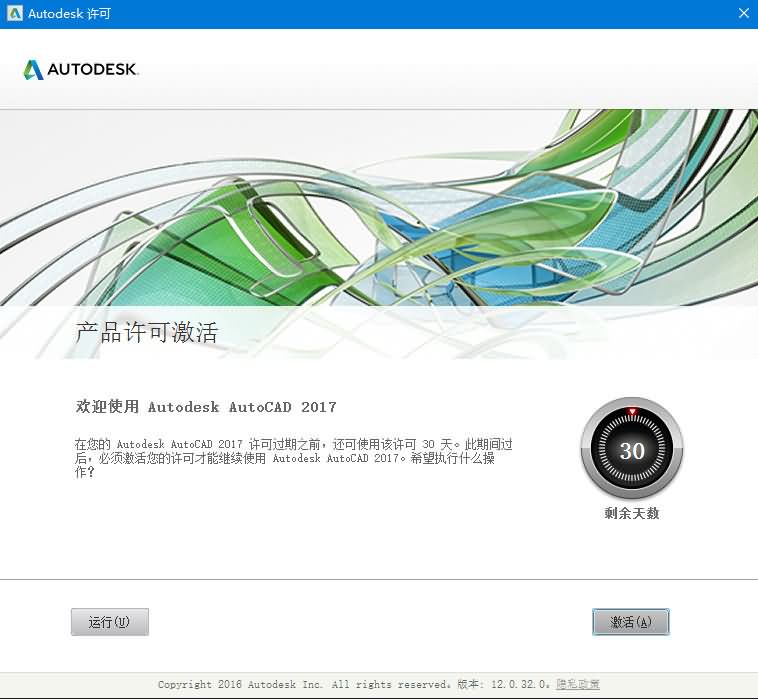 Autodesk 许可
AUTODESK.
产品许可激活
欢迎使用 Autodesk AutoCAD 2017
在您的 Autodesk AutoCAD 2017 许可过期之前，还可使用该许可 30 天。此期间过
后，必须激活您的许可才能继续使用 Autodesk AutoCAD 2017。希望执行什么操
作?
30
剩余天数
运行(U)
激活(A)
Copyright 2016 Autodesk Inc. All rights reserved。版本: 12.0.32.0。隐私政策